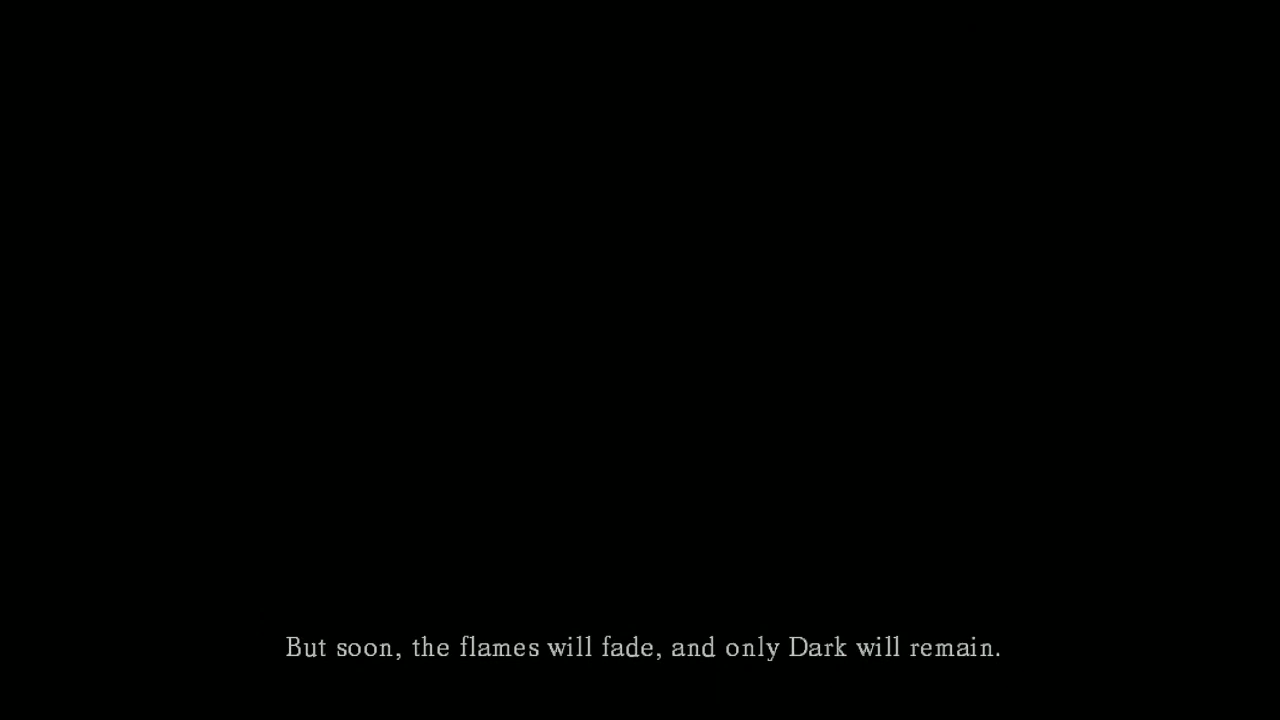 But soon, the flames will fade, and only Dark will remain.